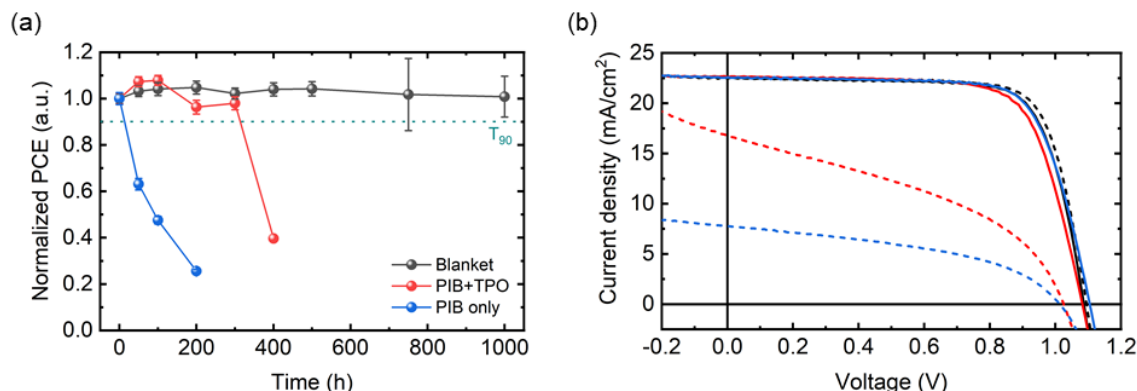 (a)
Normalized PCE (a.u.)
1.2
1.0
0.8
0.6
0.4
0.2
0.0
T90
Blanket
PIB+TPO
PIB only
0 200 400 600 800 1000
Time (h)
(b)
Current density (mA/cm²)
25
20
15
10
5
0
-0.2 0.0 0.2 0.4 0.6 0.8 1.0 1.2
Voltage (V)